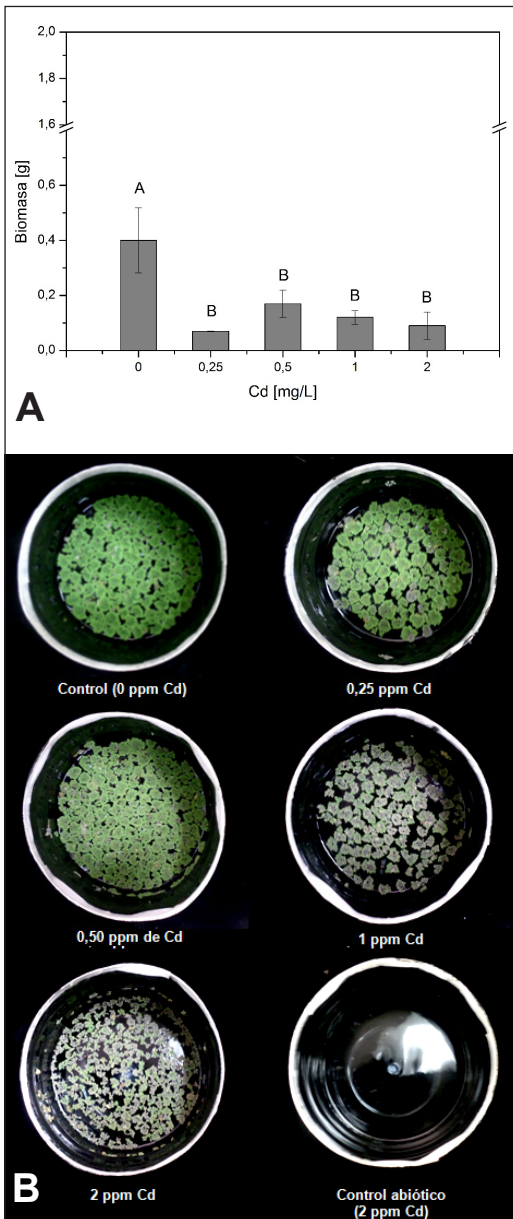 2,0
1,8
1,6
0,6
0,4
0,2
0,0
Biomasa [g]
A
B
B
B
B
0
0,25
0,5
1
2
Cd [mg/L]
A
Control (0 ppm Cd)
0,25 ppm Cd
0,50 ppm de Cd
1 ppm Cd
2 ppm Cd
Control abiótico
(2 ppm Cd)
B